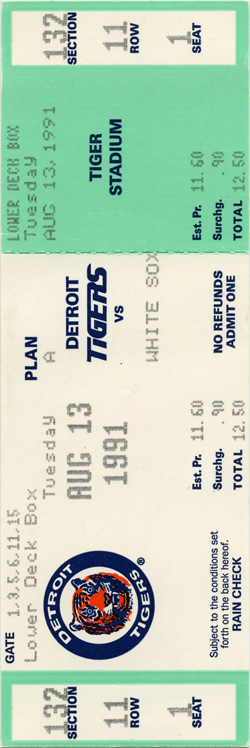 132 11 1
SECTION ROW SEAT
LOWER DECK BOX
Tuesday
AUG 13, 1991
TIGER
STADIUM
Est. Pr. 11.60
Surchg. .90
TOTAL 12.50
PLAN A
DETROIT
TIGERS
VS
WHITE SOX
NO REFUNDS
ADMIT ONE
GATE 1,3,5,6,11,15
Lower Deck Box
Tuesday
AUG 13
1991
Est. Pr. 11.60
Surchg. .90
TOTAL 12.50
DETROIT
TIGERS
®
Subject to the conditions set
forth on the back hereof.
RAIN CHECK
132 11 1
SECTION ROW SEAT